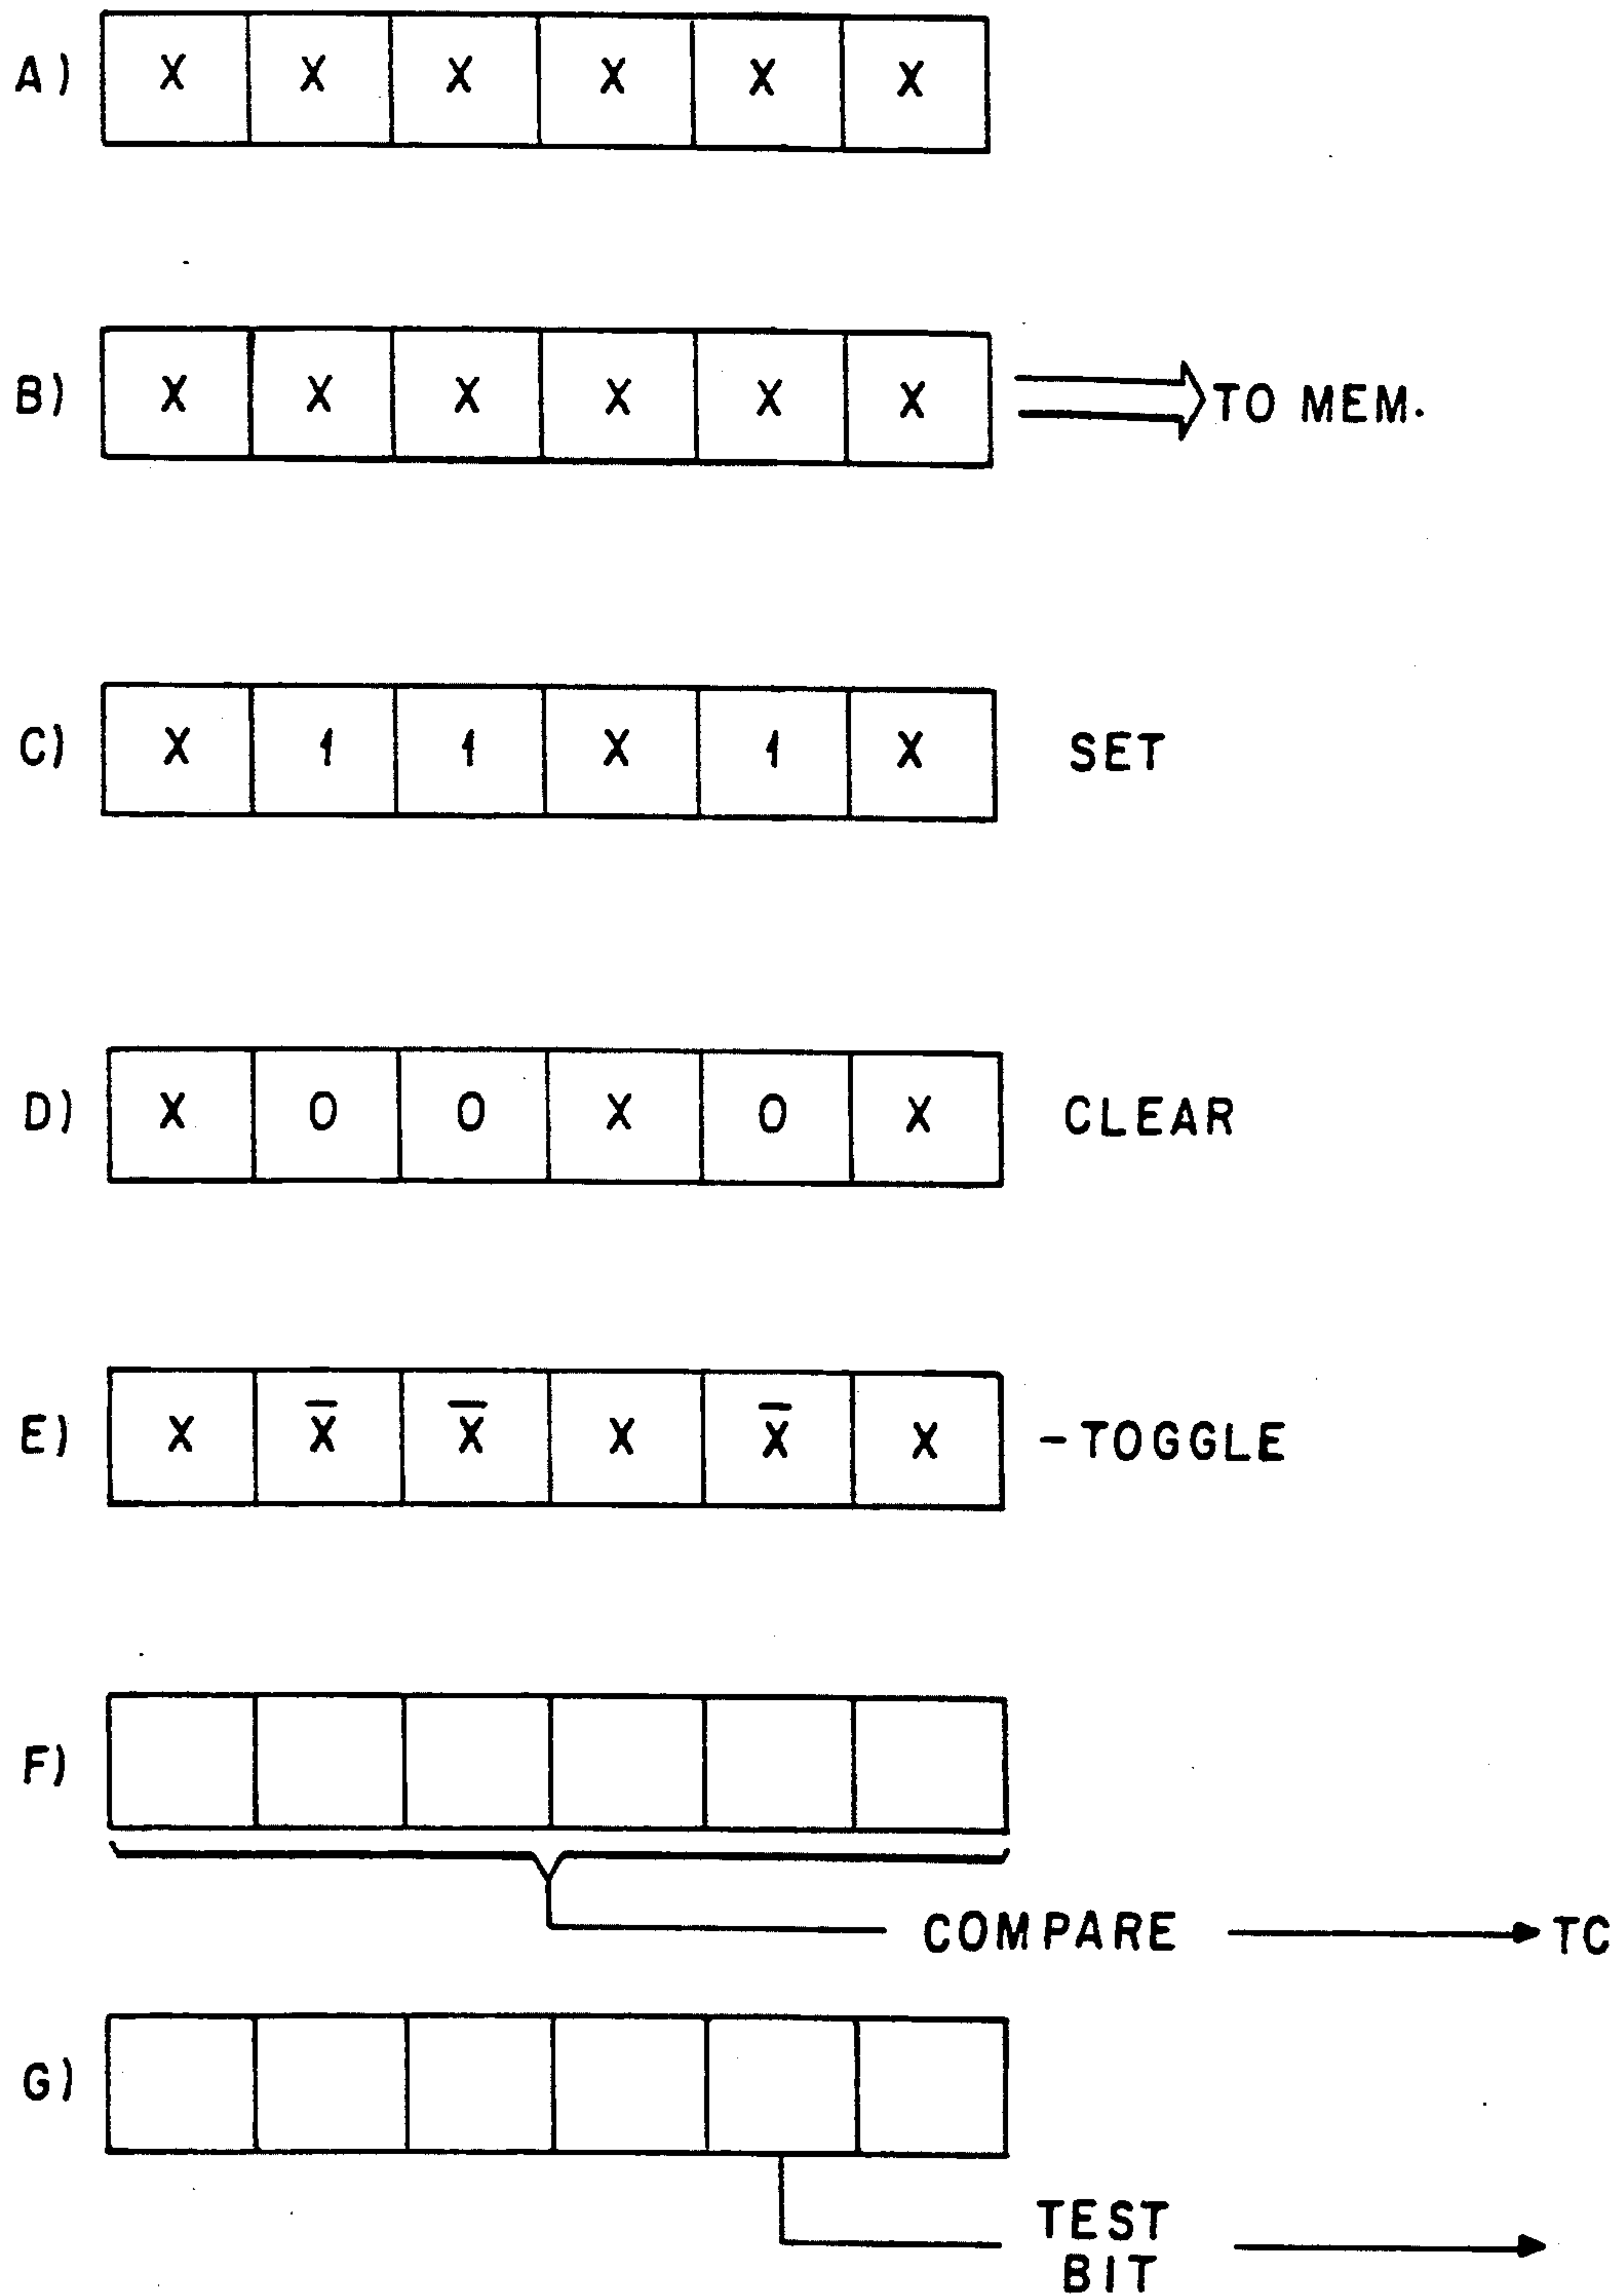 A) X X X X X X
B) X X X X X X TO MEM.
C) X 1 1 X 1 X SET
D) X 0 0 X 0 X CLEAR
E) X X̅ X̅ X X̅ X -TOGGLE
F)
COMPARE TC
G)
TEST
BIT